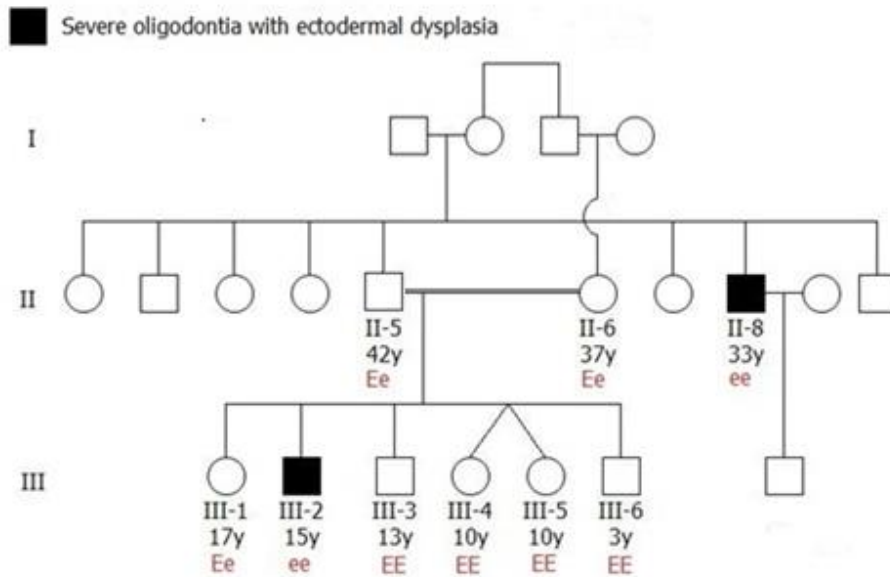 Severe oligodontia with ectodermal dysplasia
I
II
II-5 II-6 II-8
42y 37y 33y
Ee Ee ee
III
III-1 III-2 III-3 III-4 III-5 III-6
17y 15y 13y 10y 10y 3y
Ee ee EE EE EE EE